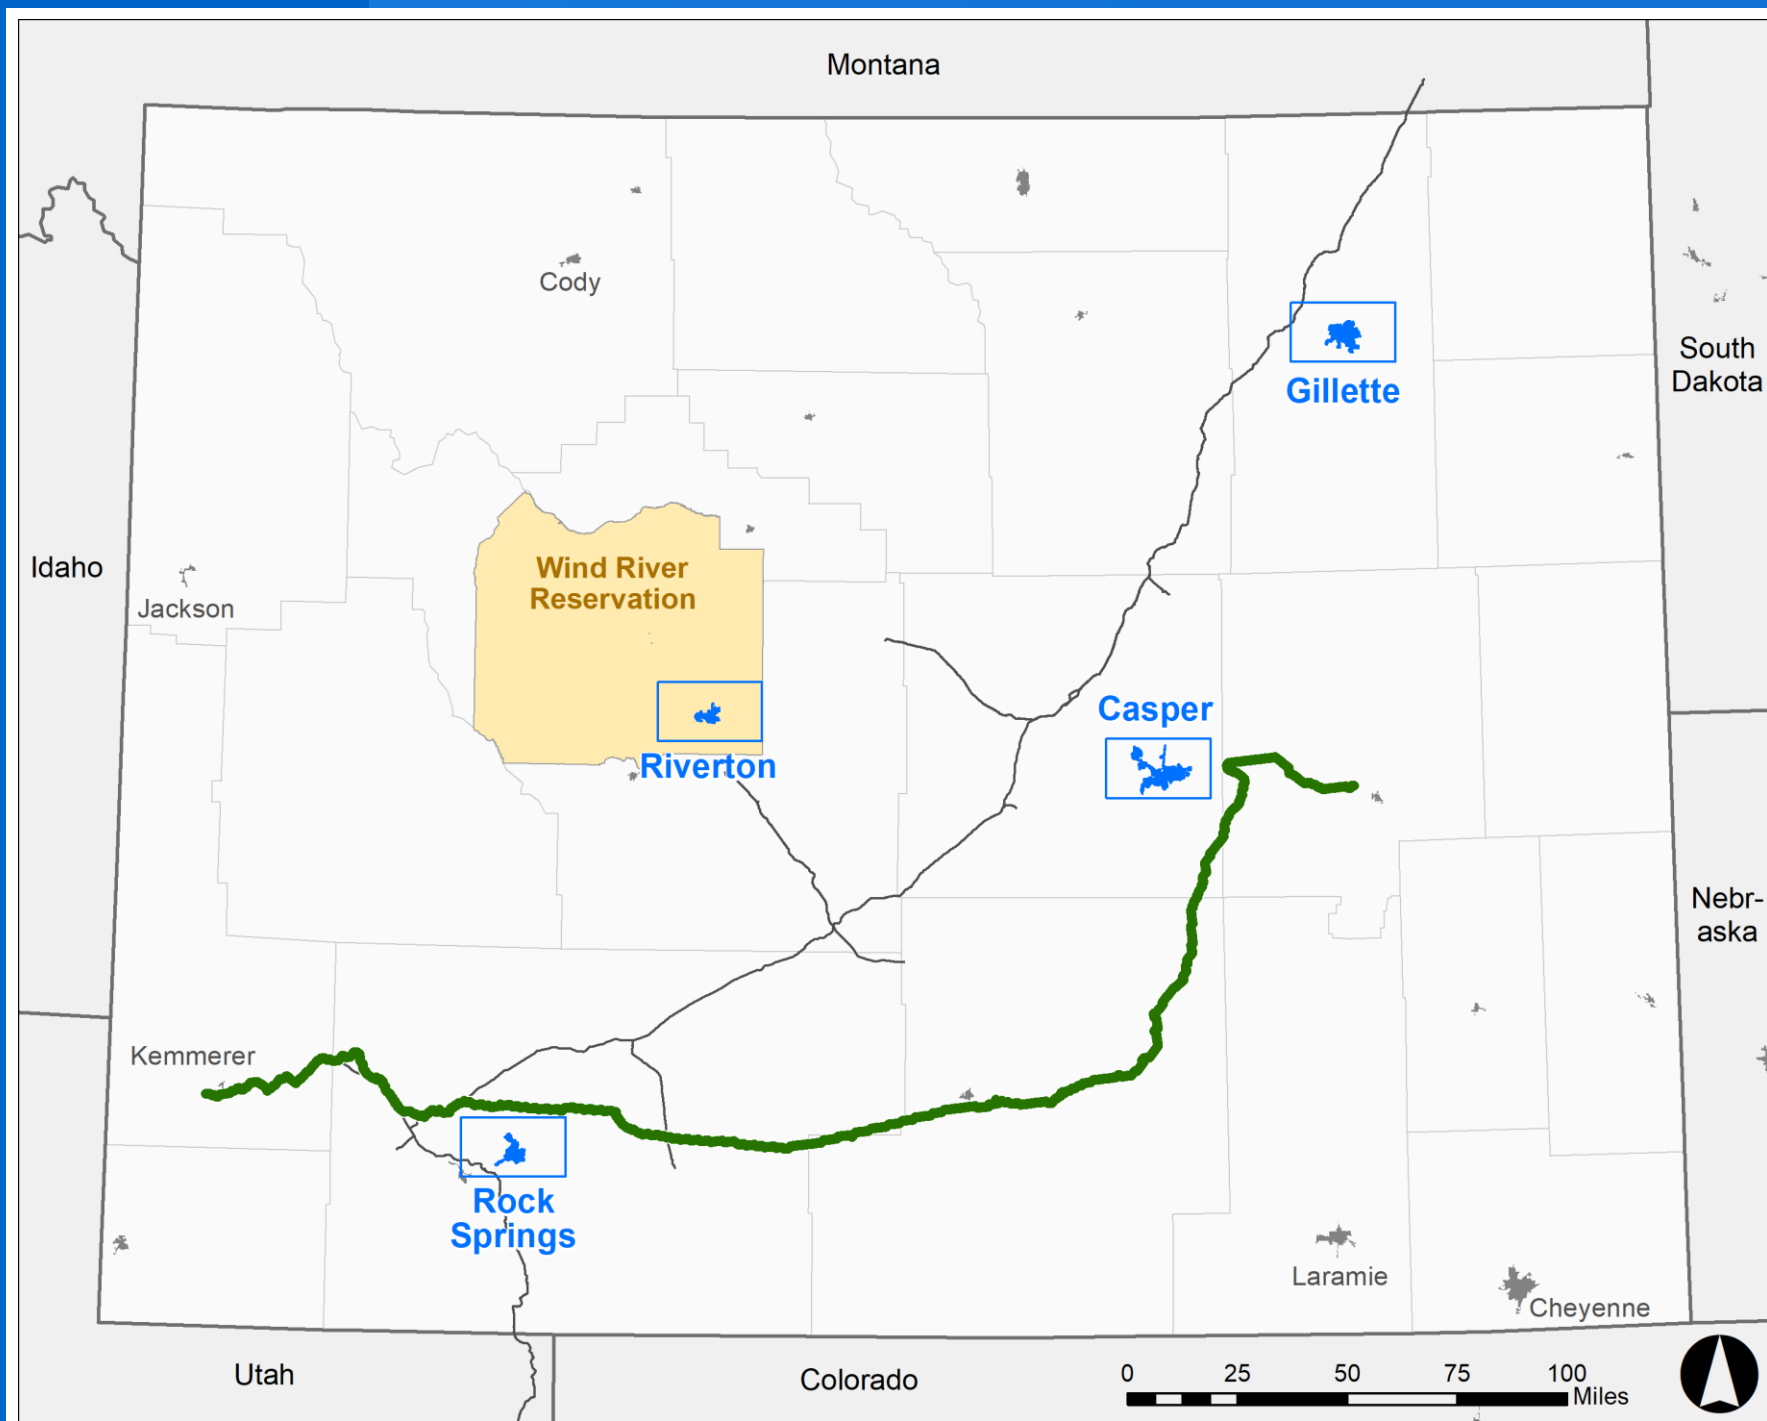 Montana
Cody
South
Dakota
Gillette
Idaho
Wind River
Reservation
Jackson
Casper
Riverton
Nebr-
aska
Kemmerer
Rock
Springs
Laramie
Cheyenne
Utah
Colorado
0 25 50 75 100
Miles